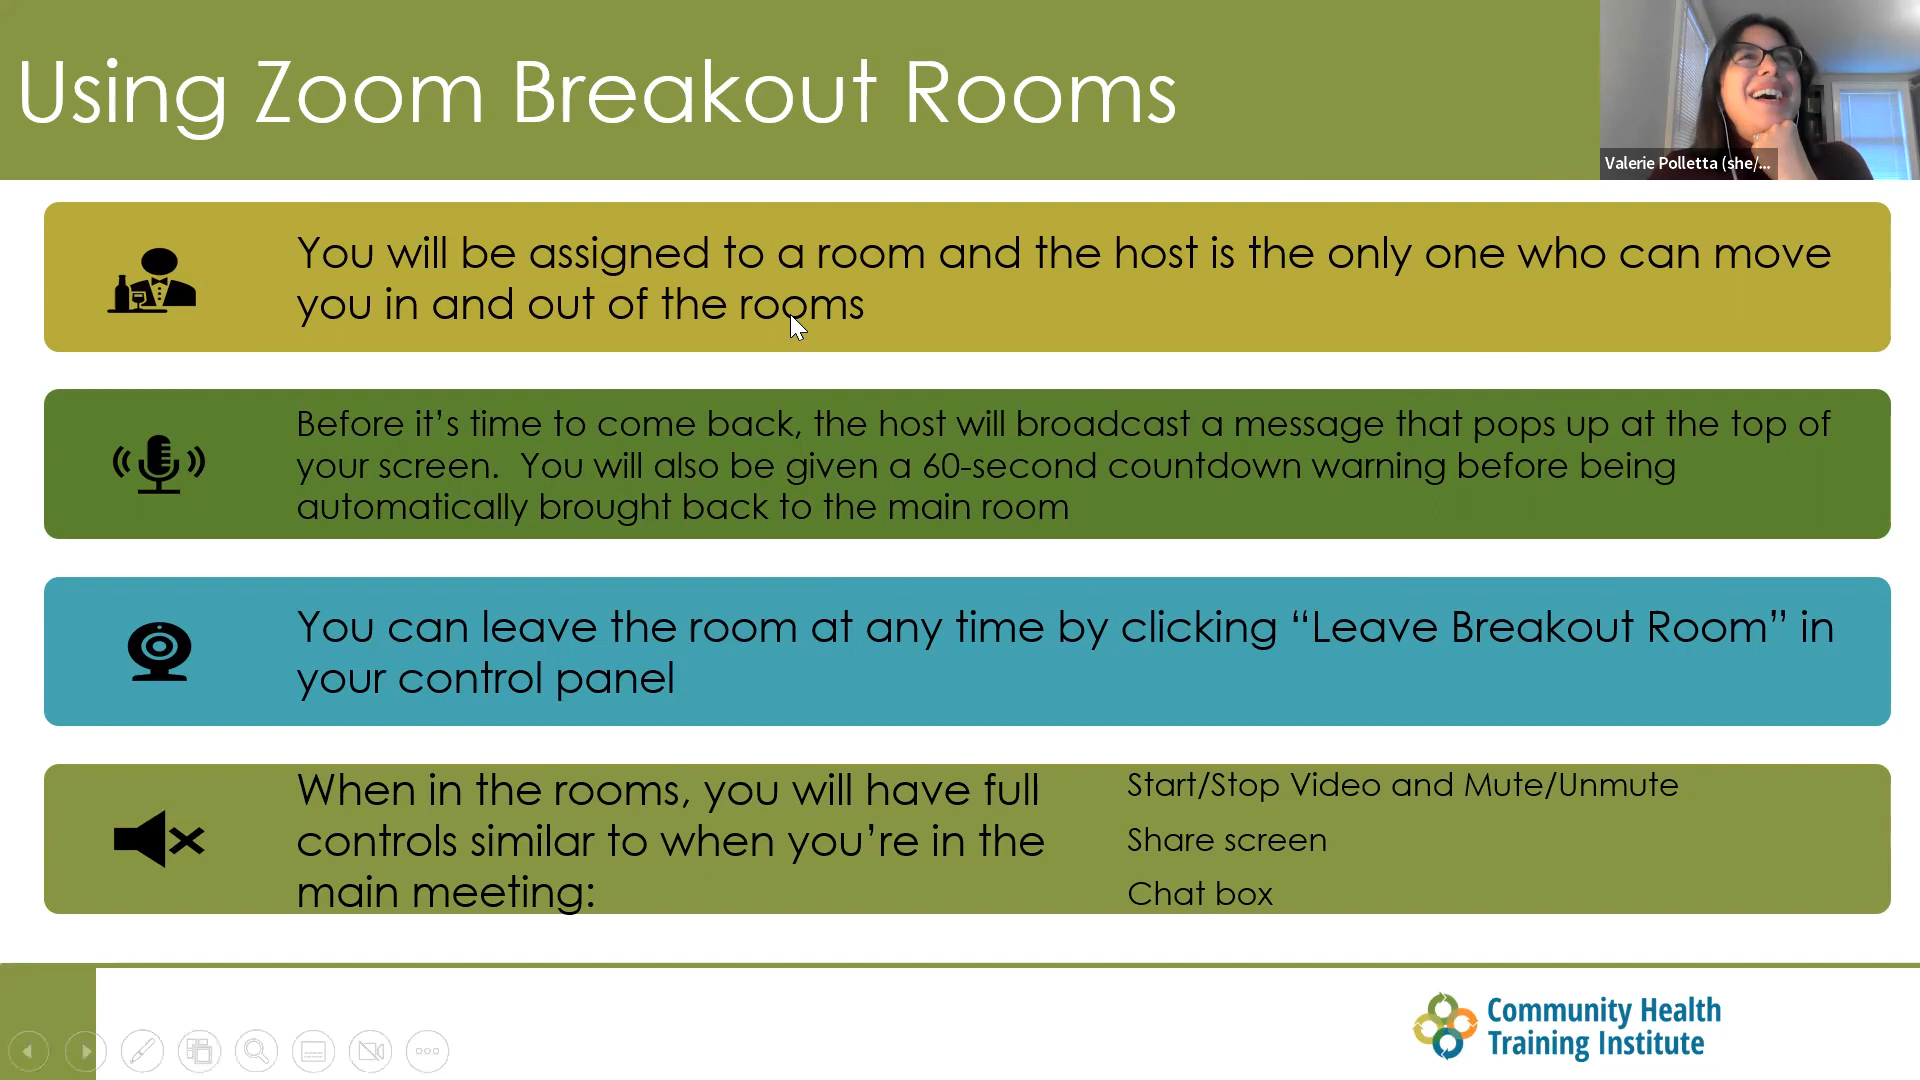 Using Zoom Breakout Rooms
Valerie Polletta (she/...
You will be assigned to a room and the host is the only one who can move
you in and out of the rooms
Before it’s time to come back, the host will broadcast a message that pops up at the top of
your screen.  You will also be given a 60-second countdown warning before being
automatically brought back to the main room
You can leave the room at any time by clicking “Leave Breakout Room” in
your control panel
When in the rooms, you will have full
controls similar to when you’re in the
main meeting:
Start/Stop Video and Mute/Unmute
Share screen
Chat box
Community Health
Training Institute